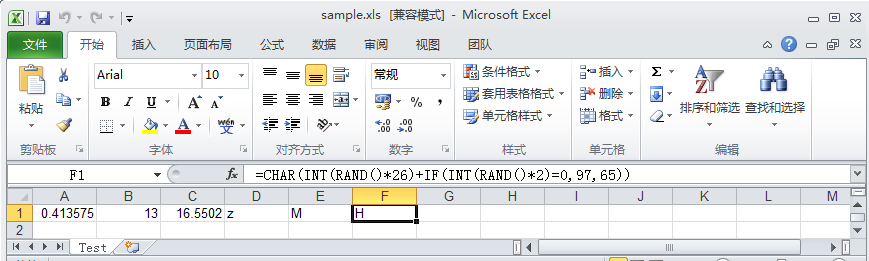 sample.xls [兼容模式] - Microsoft Excel
文件 开始 插入 页面布局 公式 数据 审阅 视图 团队
Arial 10 常规 条件格式 插入 Σ
粘贴 B I U A A % , 套用表格格式 删除 排序和筛选 查找和选择
A wén 文 .0 .00 .00 .0 单元格样式 格式
剪贴板 字体 对齐方式 数字 样式 单元格 编辑
F1 fx =CHAR(INT(RAND()*26)+IF(INT(RAND()*2)=0,97,65))
A B C D E F G H I J K L M
1 0.413575 13 16.5502 z M H
2
Test